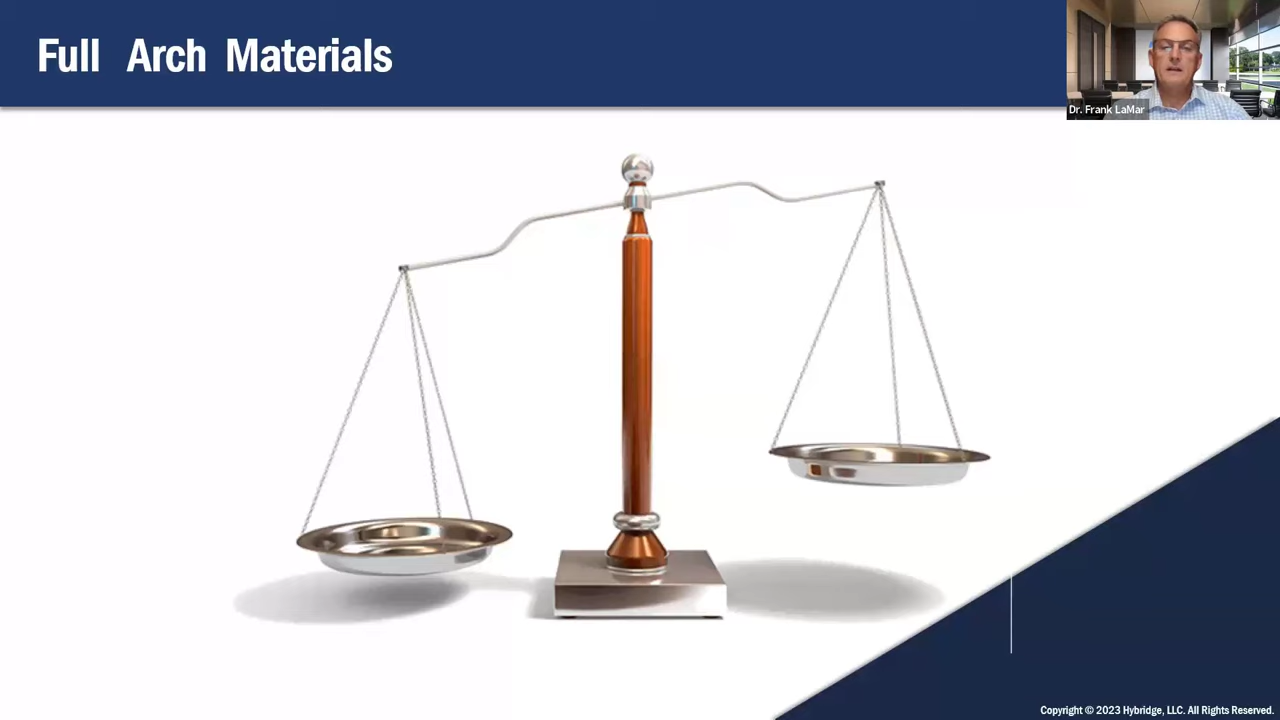 Full Arch Materials
Dr. Frank LaMar
Copyright © 2023 Hybridge, LLC. All Rights Reserved.